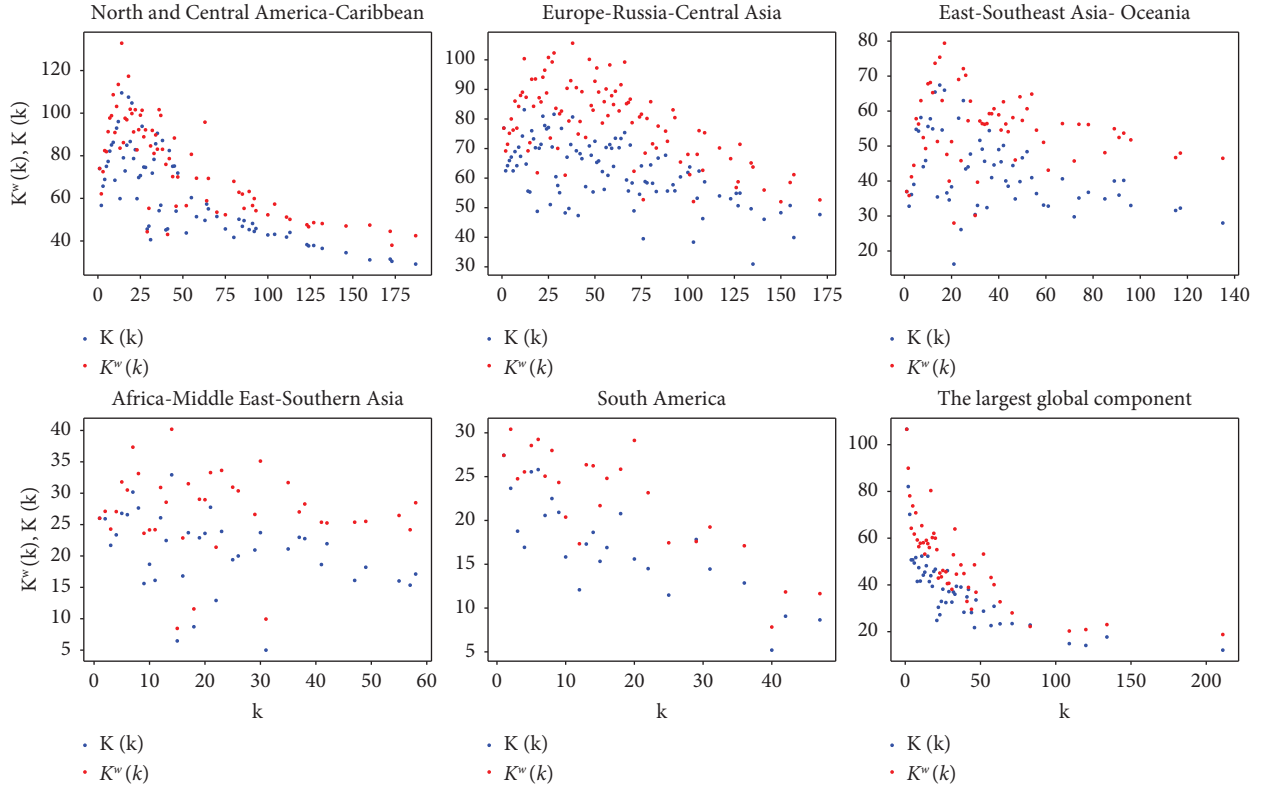 North and Central America-Caribbean
Kʷ (k), K (k)
120
100
80
60
40
0 25 50 75 100 125 150 175
K (k)
Kʷ (k)
Europe-Russia-Central Asia
100
90
80
70
60
50
40
30
0 25 50 75 100 125 150 175
K (k)
Kʷ (k)
East-Southeast Asia- Oceania
80
70
60
50
40
30
20
0 20 40 60 80 100 120 140
K (k)
Kʷ (k)
Africa-Middle East-Southern Asia
Kʷ (k), K (k)
40
35
30
25
20
15
10
5
0 10 20 30 40 50 60
k
K (k)
Kʷ (k)
South America
30
25
20
15
10
5
0 10 20 30 40
k
K (k)
Kʷ (k)
The largest global component
100
80
60
40
20
0 50 100 150 200
k
K (k)
Kʷ (k)